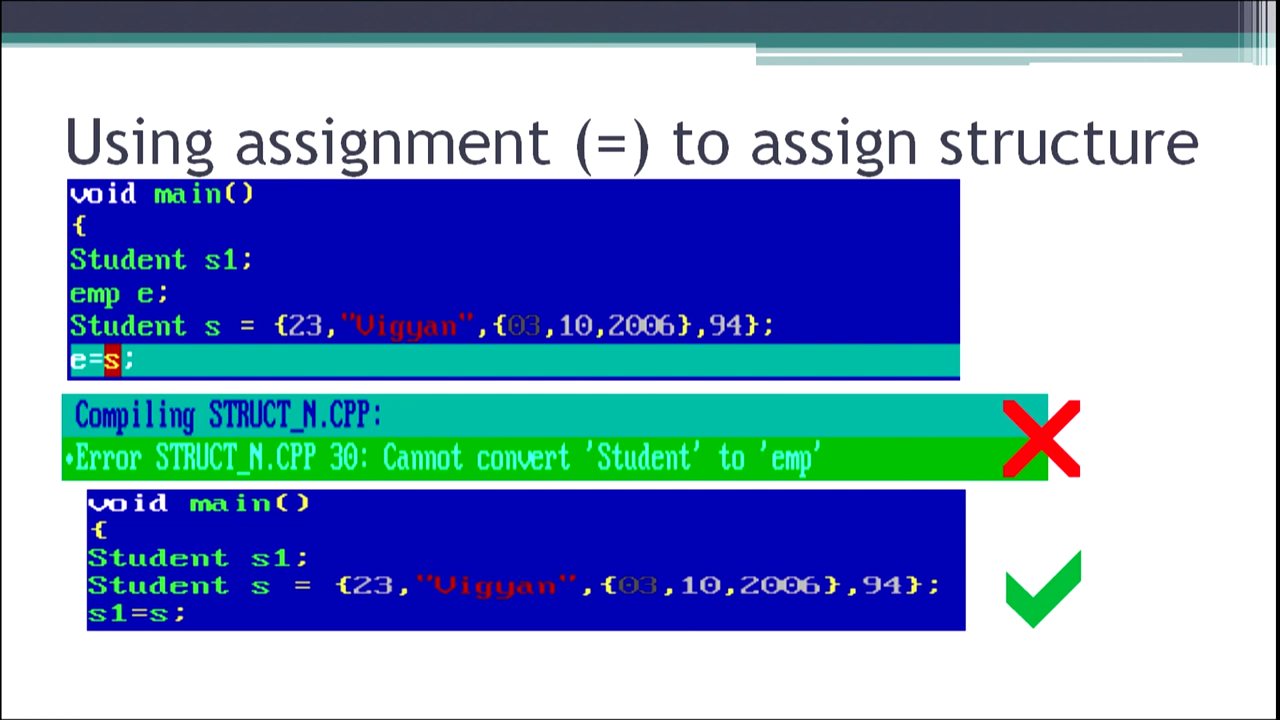 Using assignment (=) to assign structure
void main()
{
Student s1;
emp e;
Student s = {23,"Vigyan",{03,10,2006},94};
e=s;
Compiling STRUCT_N.CPP:
•Error STRUCT_N.CPP 30: Cannot convert 'Student' to 'emp'
void main()
{
Student s1;
Student s = {23,"Vigyan",{03,10,2006},94};
s1=s;